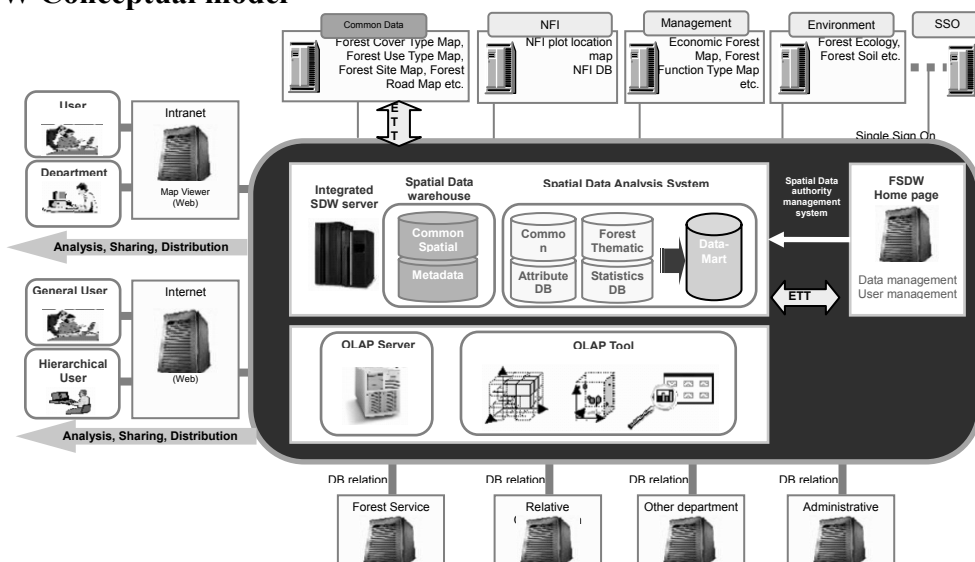 W Conceptual model
Common Data
NFI
Management
Environment
SSO
Forest Cover Type Map,
Forest Use Type Map,
Forest Site Map, Forest
Road Map etc.
NFI plot location
map
NFI DB
Economic Forest
Map, Forest
Function Type Map
etc.
Forest Ecology,
Forest Soil etc.
E
T
T
Single Sign On
User
Department
Intranet
Map Viewer
(Web)
Analysis, Sharing, Distribution
General User
Hierarchical
User
Internet
(Web)
Analysis, Sharing, Distribution
Integrated
SDW server
Spatial Data
warehouse
Common
Spatial
Metadata
Spatial Data Analysis System
Commo
n
Attribute
DB
Forest
Thematic
Statistics
DB
Data-
Mart
Spatial Data
authority
management
system
FSDW
Home page
Data management
User management
ETT
OLAP Server
OLAP Tool
DB relation
DB relation
DB relation
DB relation
Forest Service
Relative
Other department
Administrative